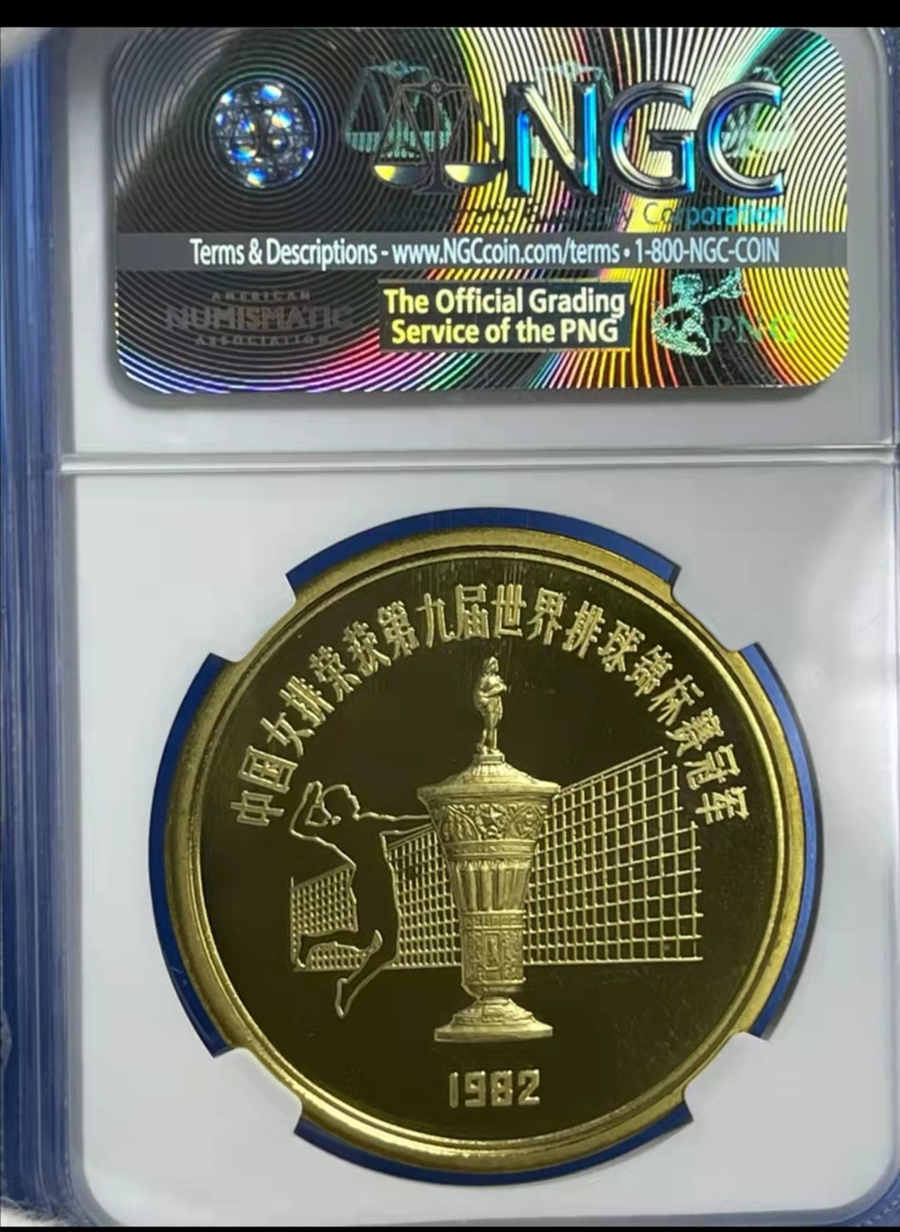 NGC
Corporation
Terms & Descriptions - www.NGCcoin.com/terms • 1-800-NGC-COIN
AMERICAN
NUMISMATIC
ASSOCIATION
The Official Grading
Service of the PNG
PNG
中国女排荣获第九届世界排球锦标赛冠军
1982